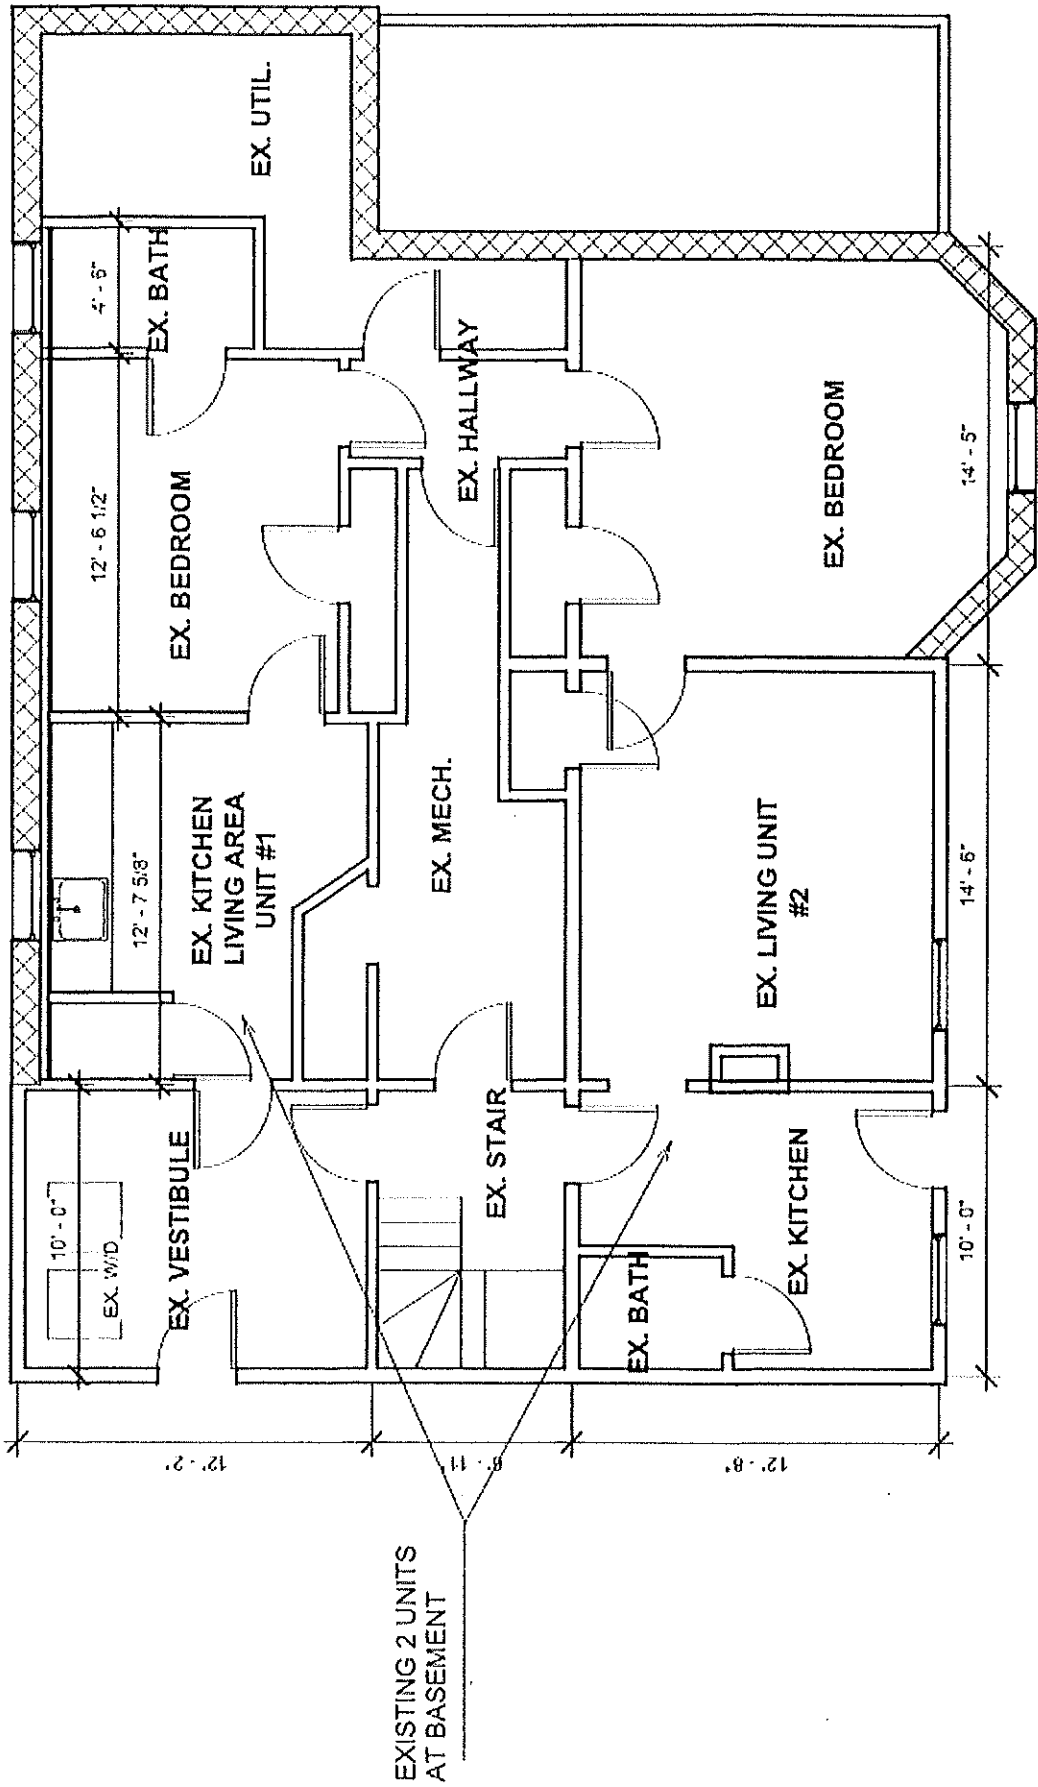 EX. UTIL.
4' - 6"
EX. BATH
12' - 6 1/2"
EX. BEDROOM
EX. HALLWAY
EX. BEDROOM
14' - 5"
12' - 7 5/8"
EX. KITCHEN
LIVING AREA
UNIT #1
EX. MECH.
EX. LIVING UNIT
#2
14' - 6"
10' - 0"
EX. W/D
EX. VESTIBULE
EX. STAIR
EX. BATH
EX. KITCHEN
10' - 0"
12' - 2"
6' - 11"
12' - 8"
EXISTING 2 UNITS
AT BASEMENT